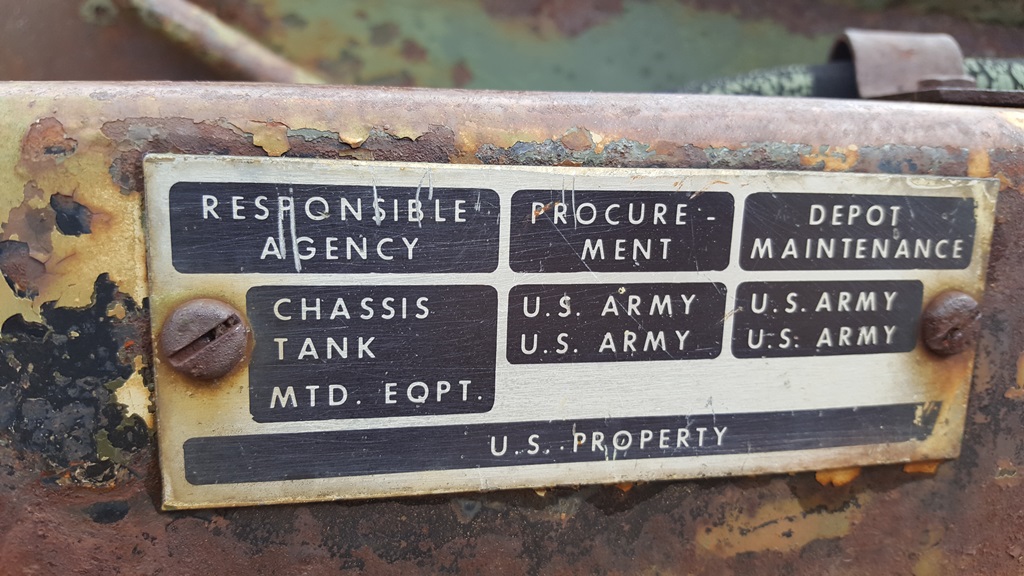 RESPONSIBLE AGENCY
PROCURE-
MENT
DEPOT
MAINTENANCE
CHASSIS
TANK
MTD. EQPT.
U.S. ARMY
U.S. ARMY
U.S. ARMY
U.S. ARMY
U.S. PROPERTY